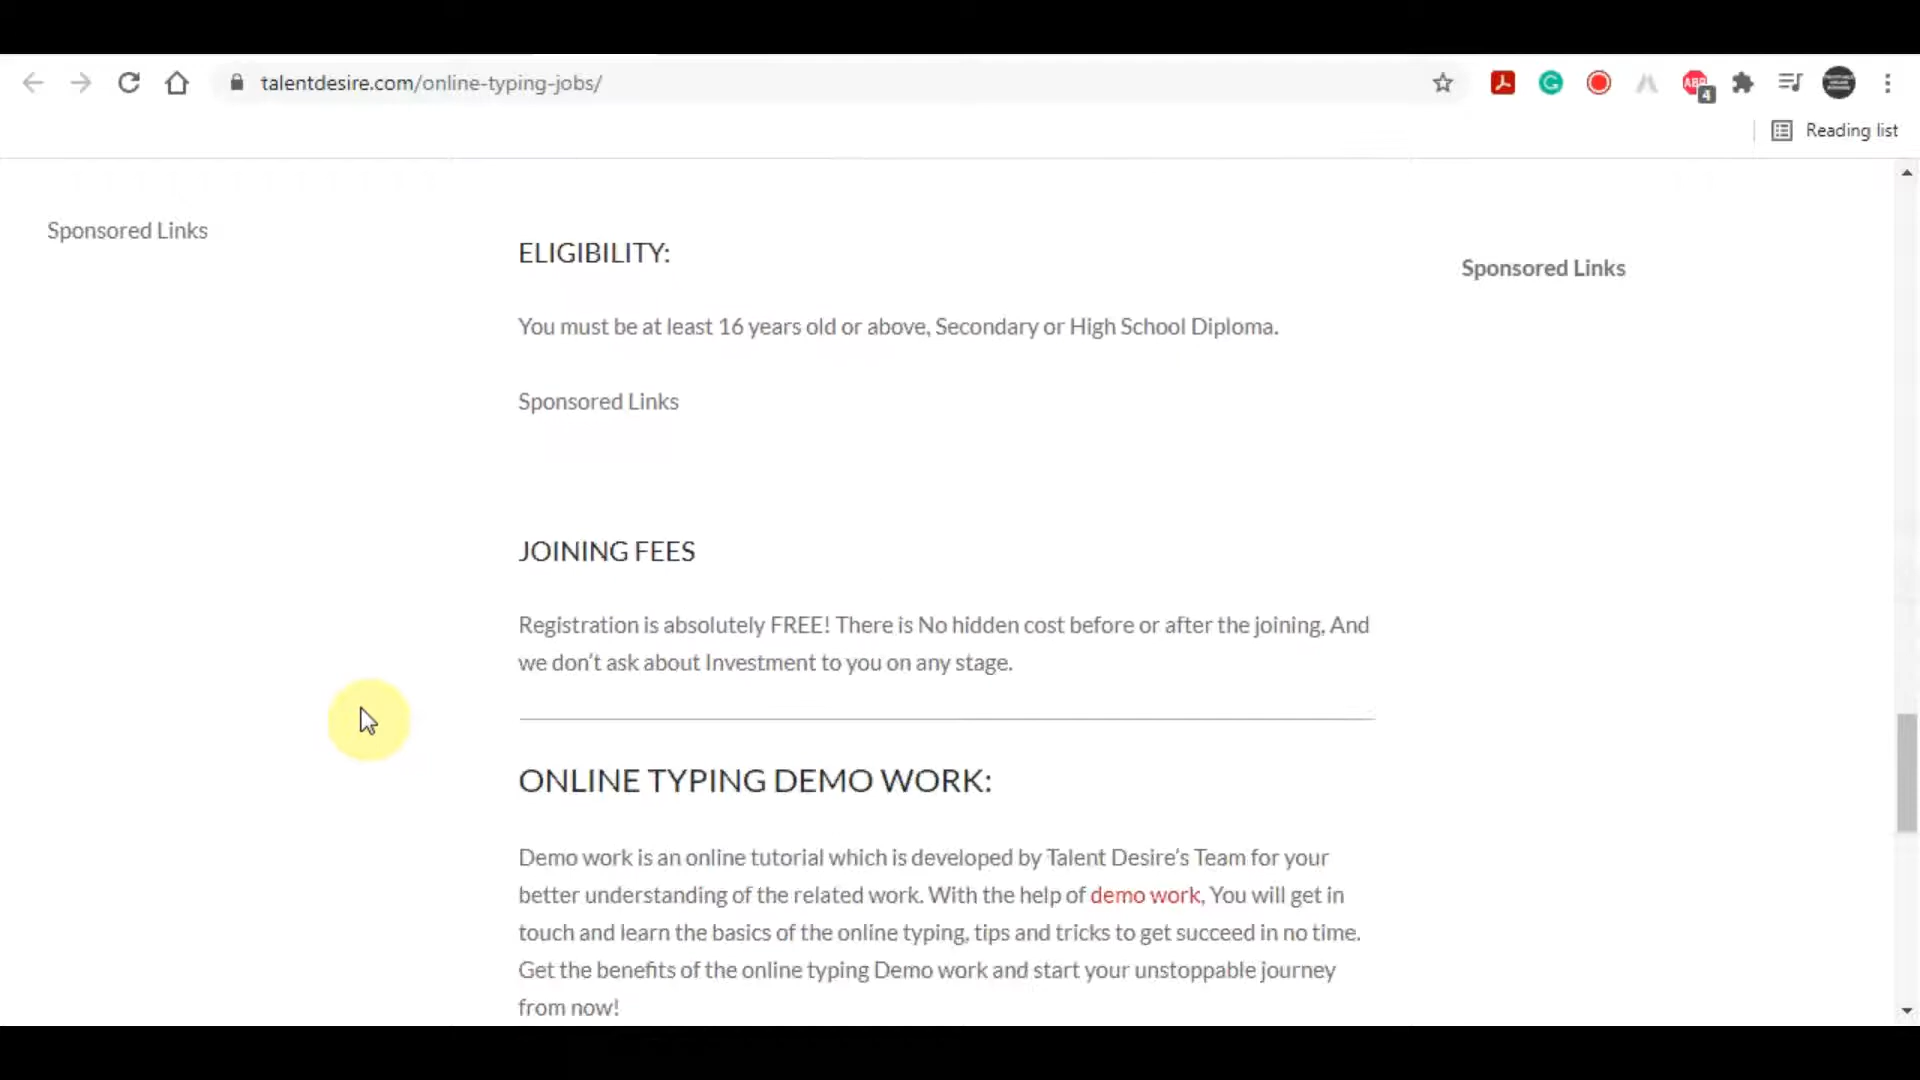 talentdesire.com/online-typing-jobs/
ABP
4
Reading list
Sponsored Links
ELIGIBILITY:
Sponsored Links
You must be at least 16 years old or above, Secondary or High School Diploma.
Sponsored Links
JOINING FEES
Registration is absolutely FREE! There is No hidden cost before or after the joining, And
we don't ask about Investment to you on any stage.
ONLINE TYPING DEMO WORK:
Demo work is an online tutorial which is developed by Talent Desire's Team for your
better understanding of the related work. With the help of demo work, You will get in
touch and learn the basics of the online typing, tips and tricks to get succeed in no time.
Get the benefits of the online typing Demo work and start your unstoppable journey
from now!